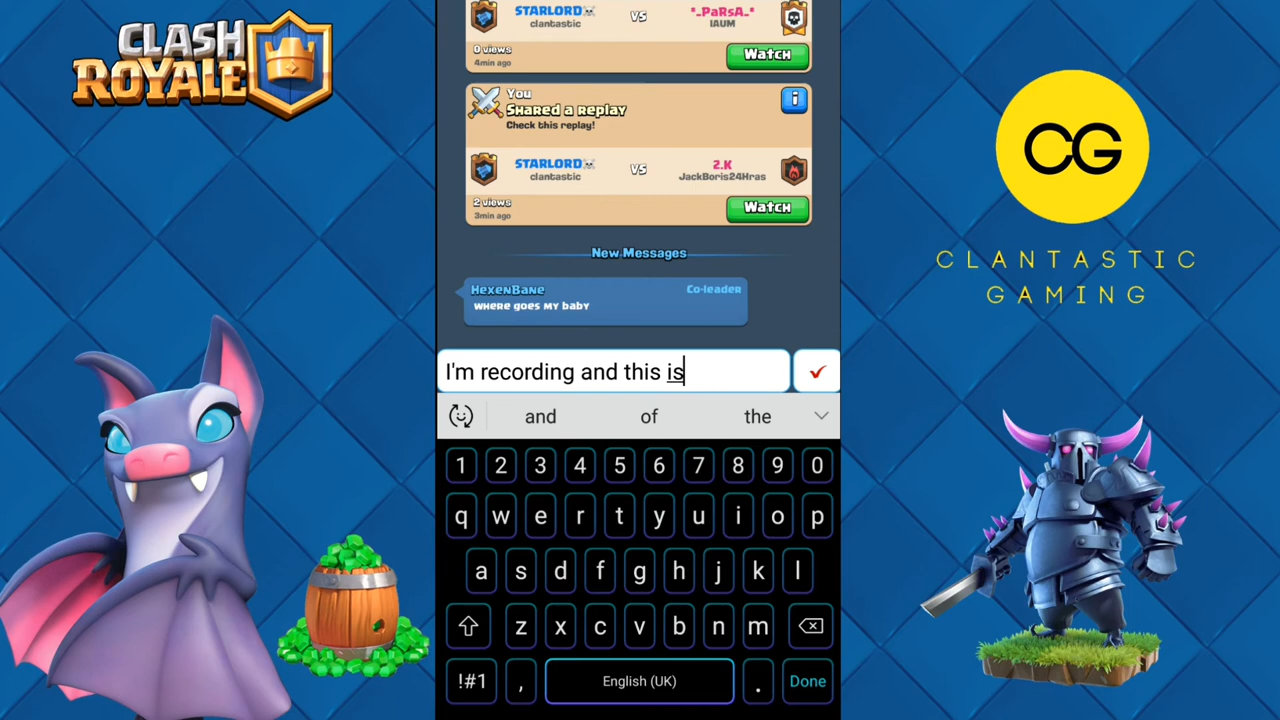 CLASH
ROYALE
STARLORD☠ VS *_PaRSA_*
clantastic IAUM
0 views
4min ago
Watch
You
Shared a replay
Check this replay!
i
STARLORD☠ VS 2.K
clantastic JackBoris24Hras
2 views
3min ago
Watch
New Messages
HexenBane Co-leader
where goes my baby
I'm recording and this is
and of the
1 2 3 4 5 6 7 8 9 0
q w e r t y u i o p
a s d f g h j k l
z x c v b n m
!#1 , English (UK) . Done
CG
CLANTASTIC
GAMING